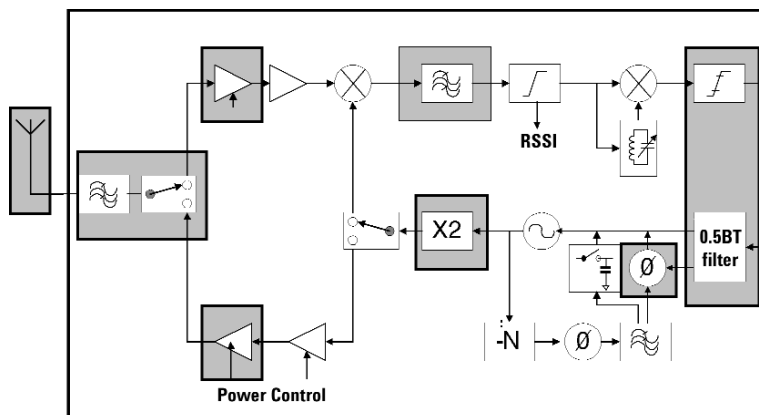 RSSI
X2
0.5BT
filter
Ø
÷N
Ø
Power Control